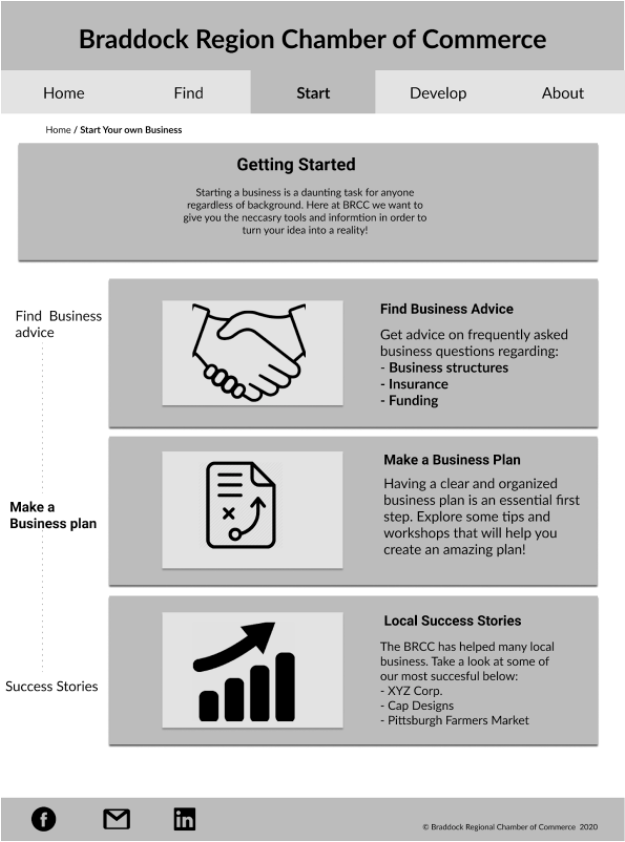 Braddock Region Chamber of Commerce
Home Find Start Develop About
Home / Start Your own Business
Getting Started
Starting a business is a daunting task for anyone
regardless of background. Here at BRCC we want to
give you the neccasry tools and informtion in order to
turn your idea into a reality!
Find Business
advice
Find Business Advice
Get advice on frequently asked
business questions regarding:
- Business structures
- Insurance
- Funding
Make a
Business plan
Make a Business Plan
Having a clear and organized
business plan is an essential first
step. Explore some tips and
workshops that will help you
create an amazing plan!
Success Stories
Local Success Stories
The BRCC has helped many local
business. Take a look at some of
our most succesful below:
- XYZ Corp.
- Cap Designs
- Pittsburgh Farmers Market
© Braddock Regional Chamber of Commerce 2020